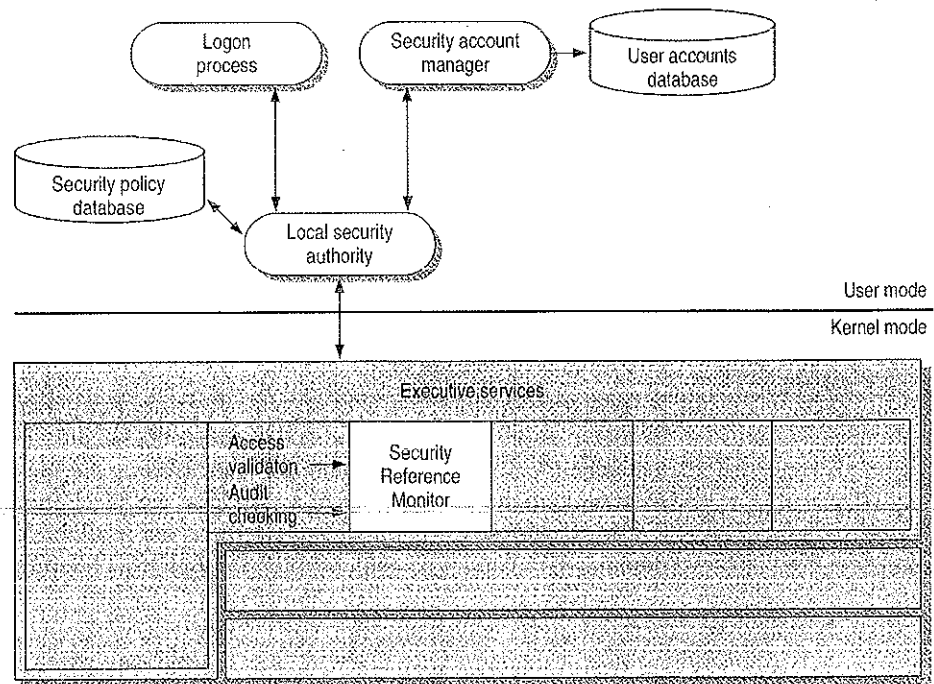 Logon
process
Security account
manager
User accounts
database
Security policy
database
Local security
authority
User mode
Kernel mode
Executive services
Access
validaton
Audit
checking
Security
Reference
Monitor